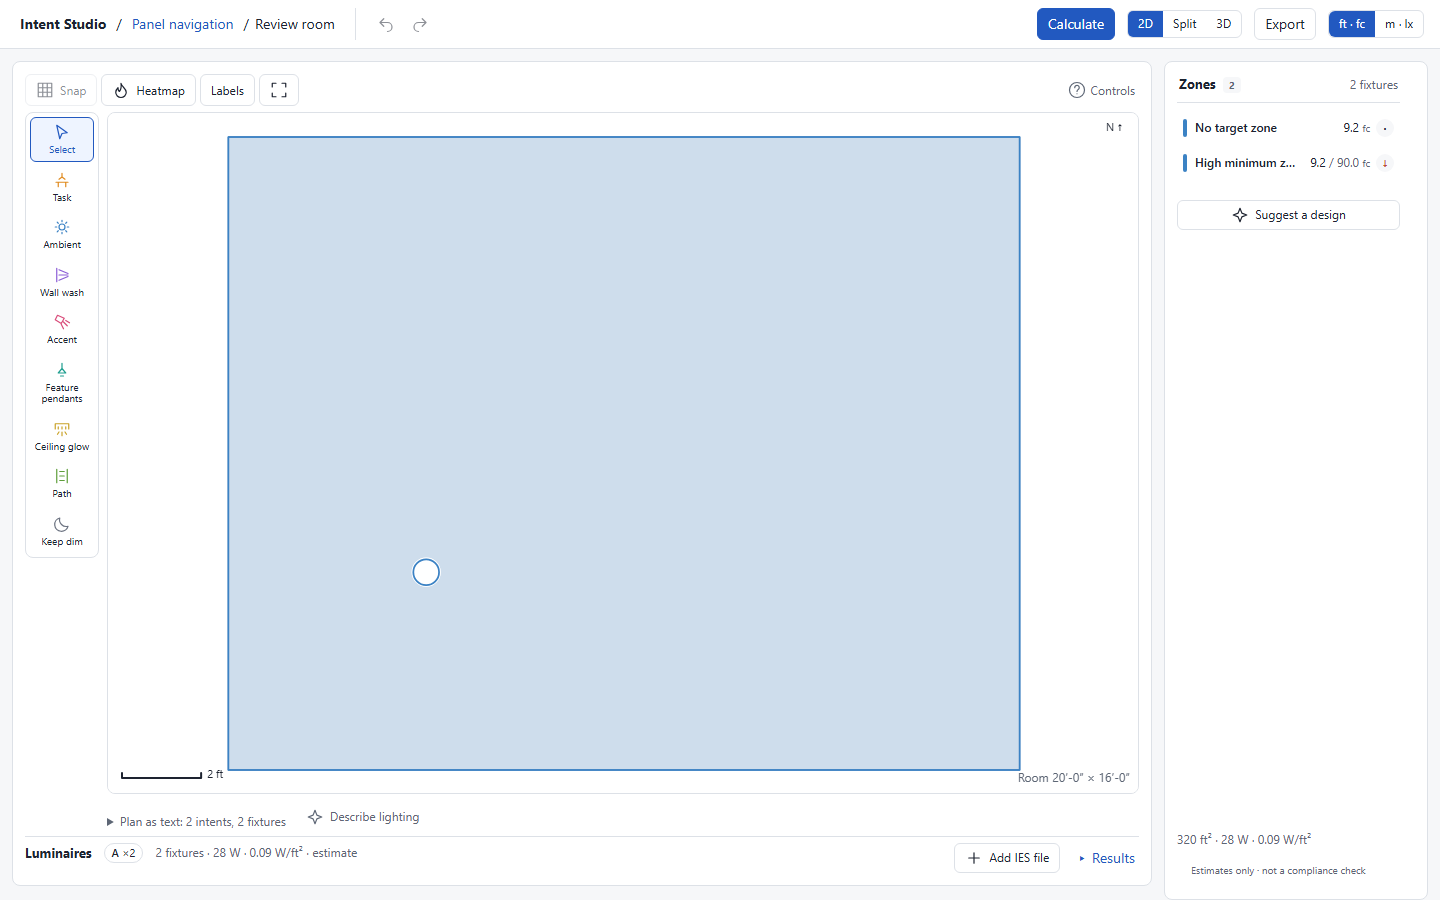 Intent Studio / Panel navigation / Review room
Calculate
2D Split 3D
Export
ft · fc m · lx
Snap
Heatmap
Labels
Controls
Select
Task
Ambient
Wall wash
Accent
Feature
pendants
Ceiling glow
Path
Keep dim
N ↑
2 ft
Room 20′-0″ × 16′-0″
Plan as text: 2 intents, 2 fixtures
Describe lighting
Luminaires
A ×2
2 fixtures · 28 W · 0.09 W/ft² · estimate
Add IES file
Results
Zones 2
2 fixtures
No target zone 9.2 fc ·
High minimum z... 9.2 / 90.0 fc ↓
Suggest a design
320 ft² · 28 W · 0.09 W/ft²
Estimates only · not a compliance check